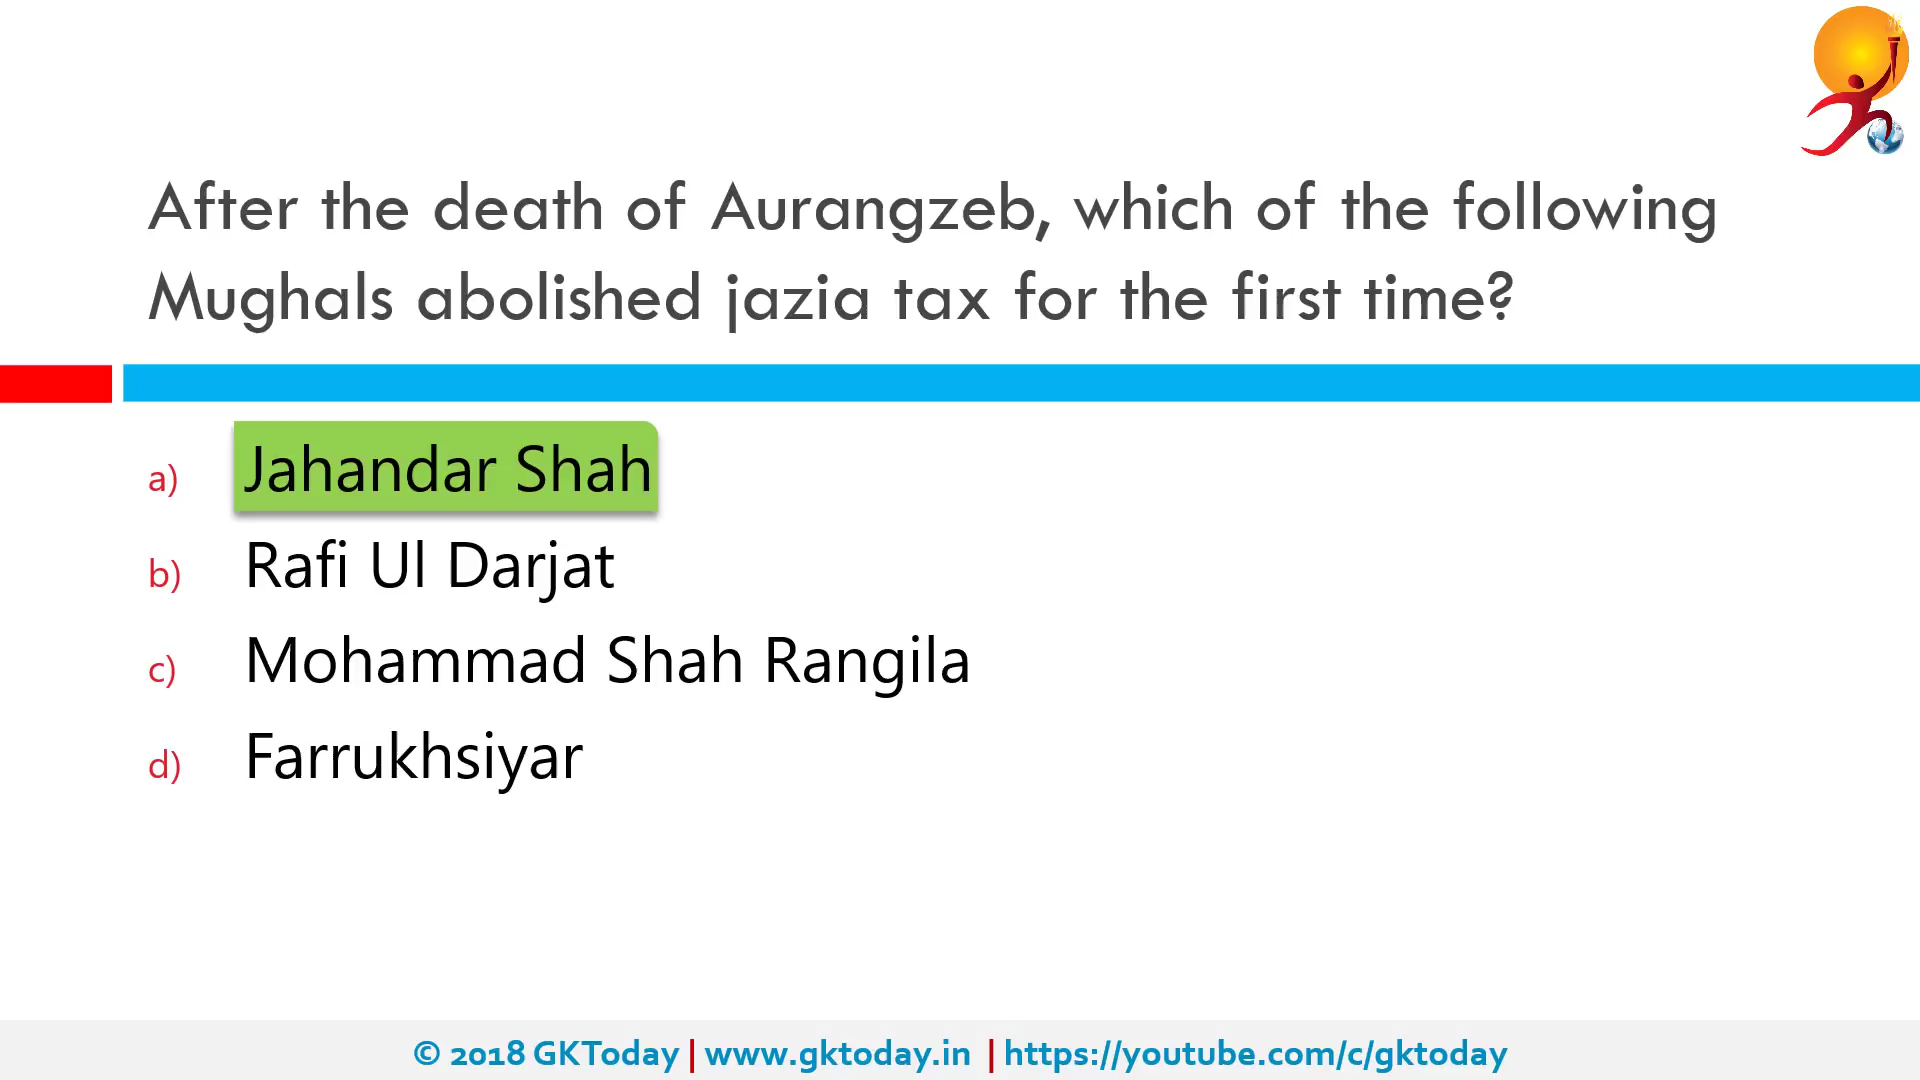 After the death of Aurangzeb, which of the following
Mughals abolished jazia tax for the first time?
a) Jahandar Shah
b) Rafi Ul Darjat
c) Mohammad Shah Rangila
d) Farrukhsiyar
© 2018 GKToday | www.gktoday.in | https://youtube.com/c/gktoday